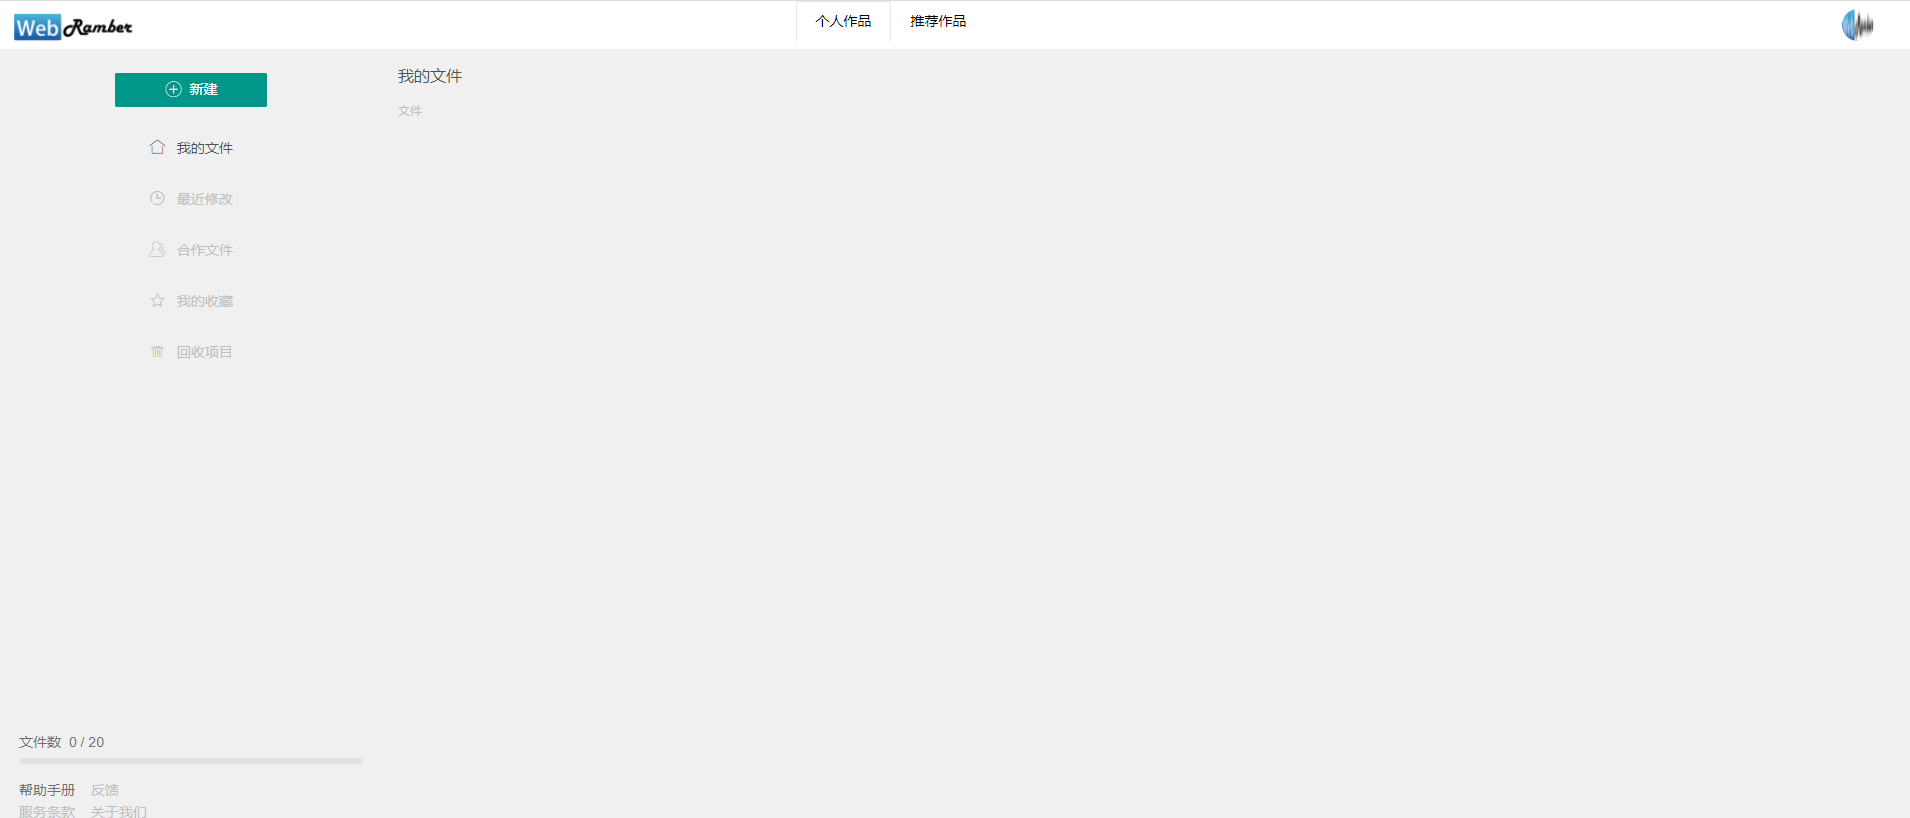 Web Ramber
个人作品 推荐作品
新建
我的文件
最近修改
合作文件
我的收藏
回收项目
我的文件
文件
文件数 0 / 20
帮助手册 反馈
服务条款 关于我们